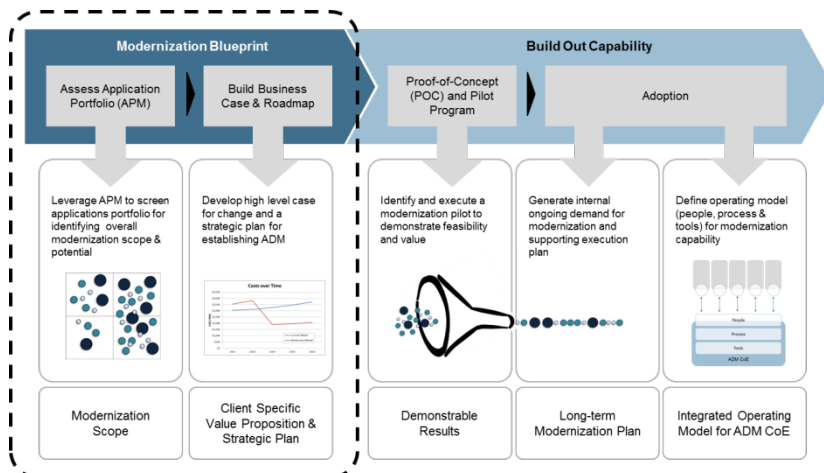 Modernization Blueprint
Build Out Capability
Assess Application
Portfolio (APM)
Build Business
Case & Roadmap
Proof-of-Concept
(POC) and Pilot
Program
Adoption
Leverage APM to screen
applications portfolio for
identifying overall
modernization scope &
potential
Develop high level case
for change and a
strategic plan for
establishing ADM
Identify and execute a
modernization pilot to
demonstrate feasibility
and value
Generate internal
ongoing demand for
modernization and
supporting execution
plan
Define operating model
(people, process &
tools) for modernization
capability
Costs over Time
People
Process
Tools
ADM CoE
Modernization
Scope
Client Specific
Value Proposition &
Strategic Plan
Demonstrable
Results
Long-term
Modernization Plan
Integrated Operating
Model for ADM CoE